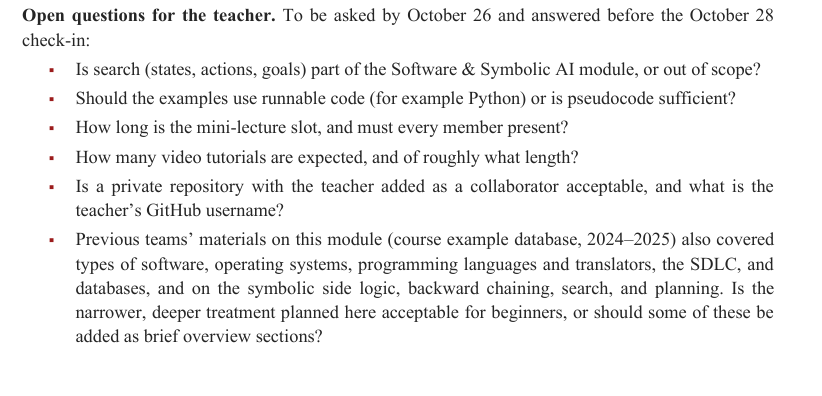 Open questions for the teacher. To be asked by October 26 and answered before the October 28
check-in:
▪ Is search (states, actions, goals) part of the Software & Symbolic AI module, or out of scope?
▪ Should the examples use runnable code (for example Python) or is pseudocode sufficient?
▪ How long is the mini-lecture slot, and must every member present?
▪ How many video tutorials are expected, and of roughly what length?
▪ Is a private repository with the teacher added as a collaborator acceptable, and what is the
teacher’s GitHub username?
▪ Previous teams’ materials on this module (course example database, 2024–2025) also covered
types of software, operating systems, programming languages and translators, the SDLC, and
databases, and on the symbolic side logic, backward chaining, search, and planning. Is the
narrower, deeper treatment planned here acceptable for beginners, or should some of these be
added as brief overview sections?